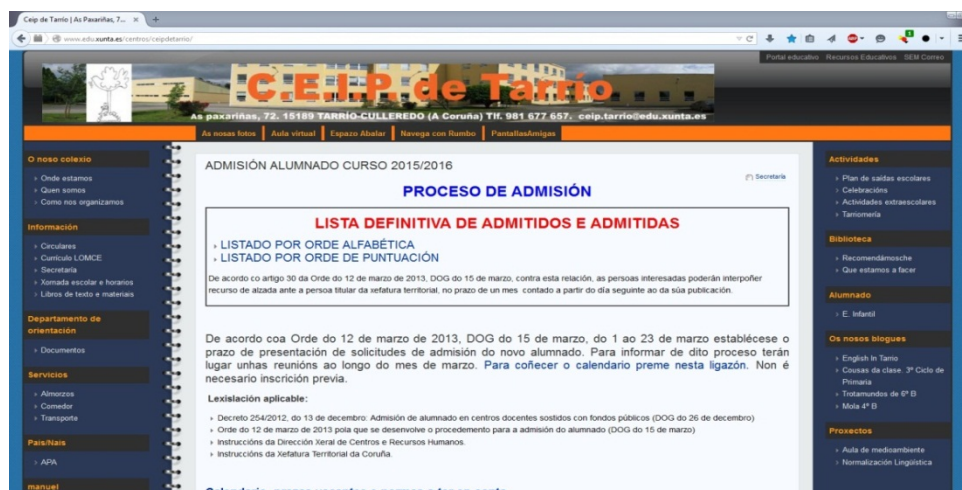 Ceip de Tarrío | As Paxariñas, 7...
www.edu.xunta.es/centros/ceipdetarrio/
Portal educativo Recursos Educativos SEM Correo
C.E.I.P. de Tarrío
As paxariñas, 72. 15189 TARRÍO-CULLEREDO (A Coruña) Tlf. 981 677 657. ceip.tarrio@edu.xunta.es
As nosas fotos Aula virtual Espazo Abalar Navega con Rumbo PantallasAmigas
O noso colexio
Onde estamos
Quen somos
Como nos organizamos
Información
Circulares
Currículo LOMCE
Secretaría
Xornada escolar e horarios
Libros de texto e materiais
Departamento de
orientación
Documentos
Servicios
Almorzos
Comedor
Transporte
Pais/Nais
APA
manuel
ADMISIÓN ALUMNADO CURSO 2015/2016
Secretaría
PROCESO DE ADMISIÓN
LISTA DEFINITIVA DE ADMITIDOS E ADMITIDAS
LISTADO POR ORDE ALFABÉTICA
LISTADO POR ORDE DE PUNTUACIÓN
De acordo co artigo 30 da Orde do 12 de marzo de 2013, DOG do 15 de marzo, contra esta relación, as persoas interesadas poderán interpoñer
recurso de alzada ante a persoa titular da xefatura territorial, no prazo de un mes contado a partir do día seguinte ao da súa publicación.
De acordo coa Orde do 12 de marzo de 2013, DOG do 15 de marzo, do 1 ao 23 de marzo establécese o
prazo de presentación de solicitudes de admisión do novo alumnado. Para informar de dito proceso terán
lugar unhas reunións ao longo do mes de marzo. Para coñecer o calendario preme nesta ligazón. Non é
necesario inscrición previa.
Lexislación aplicable:
Decreto 254/2012, do 13 de decembro: Admisión de alumnado en centros docentes sostidos con fondos públicos (DOG do 26 de decembro)
Orde do 12 de marzo de 2013 pola que se desenvolve o procedemento para a admisión do alumnado (DOG do 15 de marzo)
Instruccións da Dirección Xeral de Centros e Recursos Humanos.
Instruccións da Xefatura Territorial da Coruña.
Actividades
Plan de saídas escolares
Celebracións
Actividades extraescolares
Tarriomería
Biblioteca
Recomendámosche
Que estamos a facer
Alumnado
E. Infantil
Os nosos blogues
English In Tarrio
Cousas da clase. 3º Ciclo de
Primaria
Trotamundos de 6º B
Mola 4º B
Proxectos
Aula de medioambiente
Normalización Lingüística